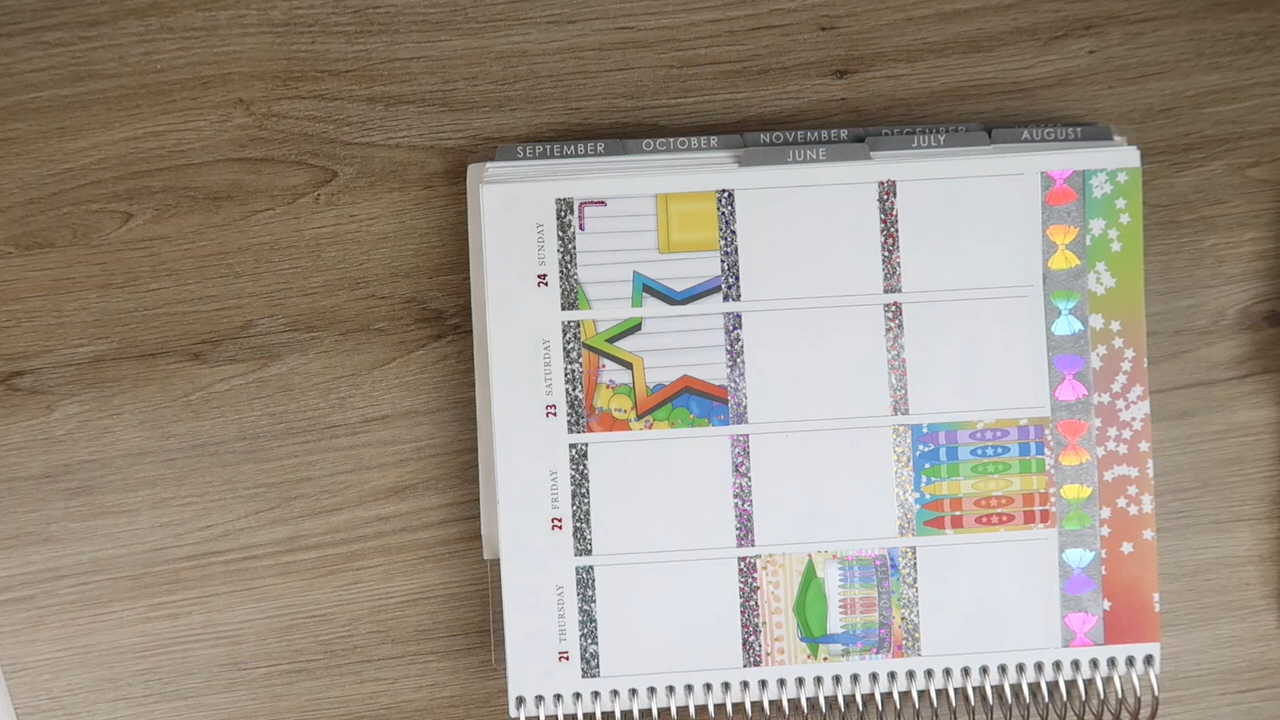 SEPTEMBER
OCTOBER
NOVEMBER
DECEMBER
JUNE
JULY
AUGUST
24 SUNDAY
23 SATURDAY
22 FRIDAY
21 THURSDAY